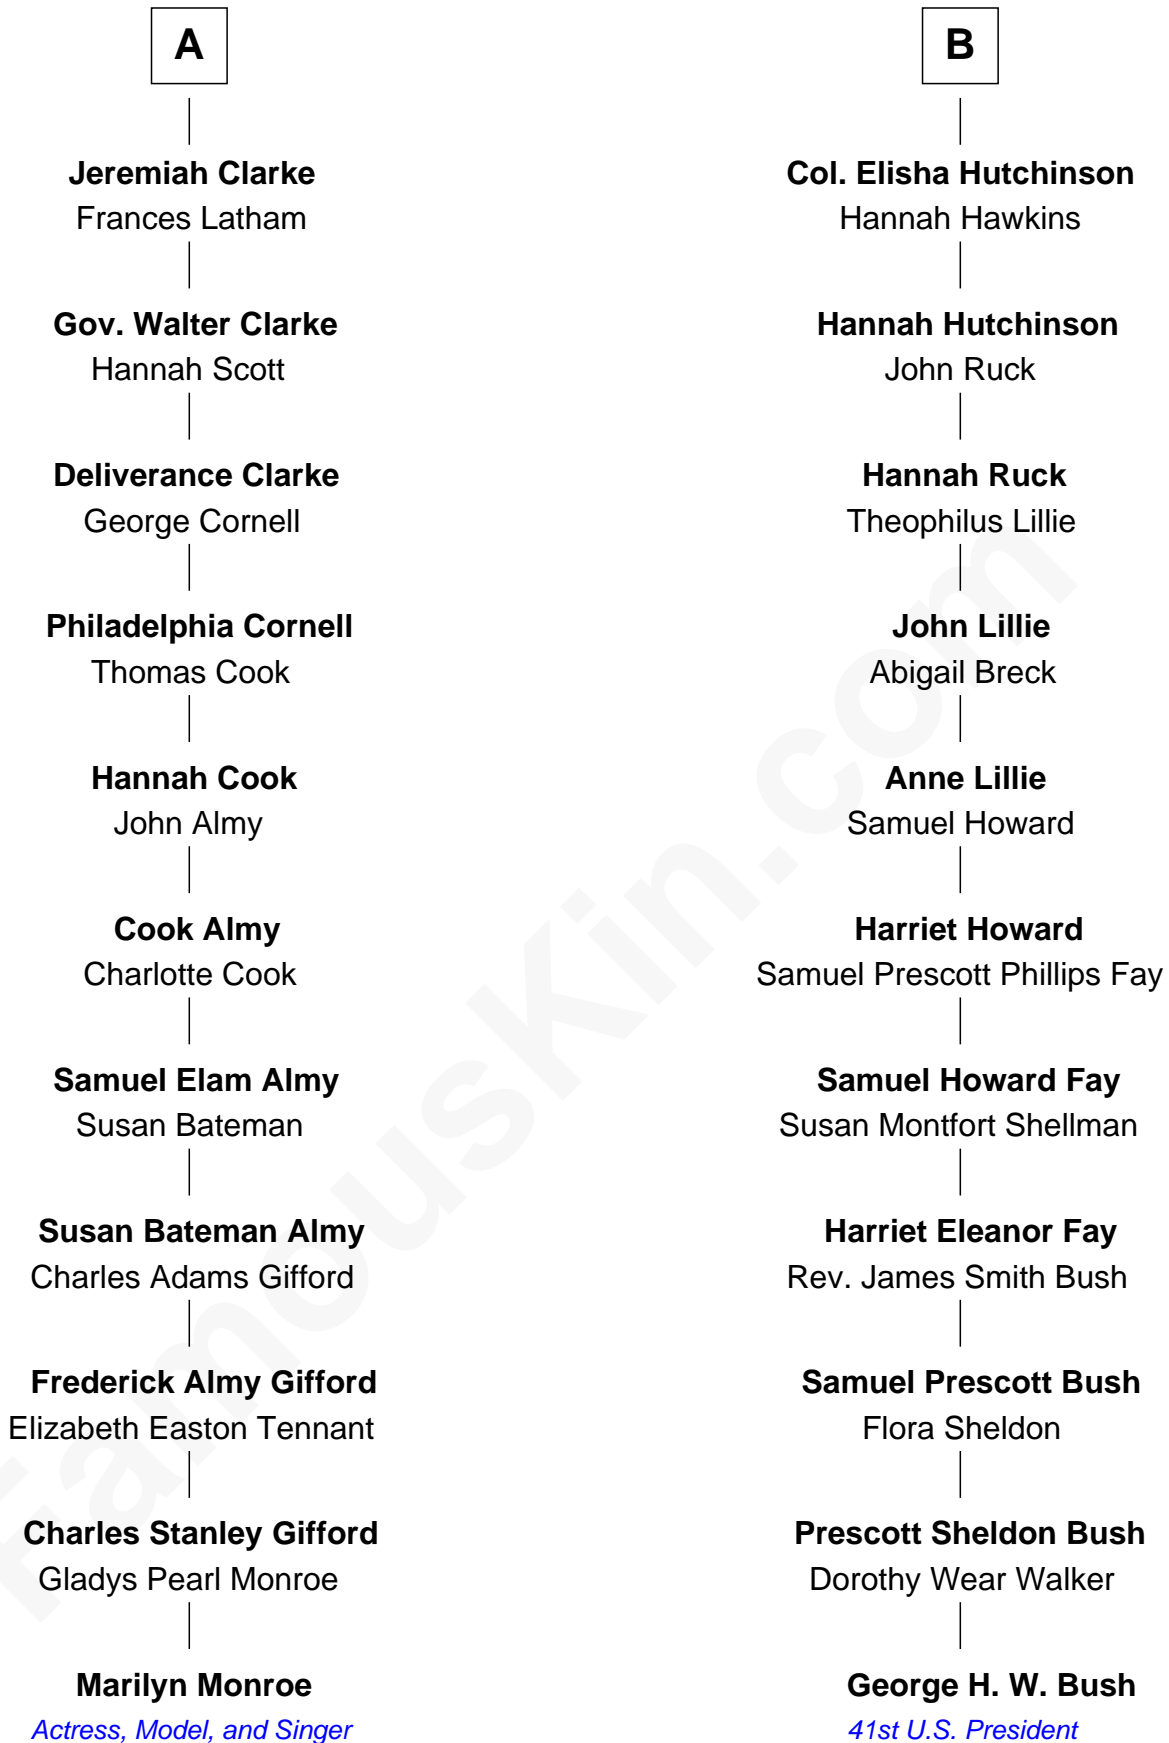 A
Jeremiah Clarke
Frances Latham
Gov. Walter Clarke
Hannah Scott
Deliverance Clarke
George Cornell
Philadelphia Cornell
Thomas Cook
Hannah Cook
John Almy
Cook Almy
Charlotte Cook
Samuel Elam Almy
Susan Bateman
Susan Bateman Almy
Charles Adams Gifford
Frederick Almy Gifford
Elizabeth Easton Tennant
Charles Stanley Gifford
Gladys Pearl Monroe
Marilyn Monroe
Actress, Model, and Singer
B
Col. Elisha Hutchinson
Hannah Hawkins
Hannah Hutchinson
John Ruck
Hannah Ruck
Theophilus Lillie
John Lillie
Abigail Breck
Anne Lillie
Samuel Howard
Harriet Howard
Samuel Prescott Phillips Fay
Samuel Howard Fay
Susan Montfort Shellman
Harriet Eleanor Fay
Rev. James Smith Bush
Samuel Prescott Bush
Flora Sheldon
Prescott Sheldon Bush
Dorothy Wear Walker
George H. W. Bush
41st U.S. President
FamousKin.com